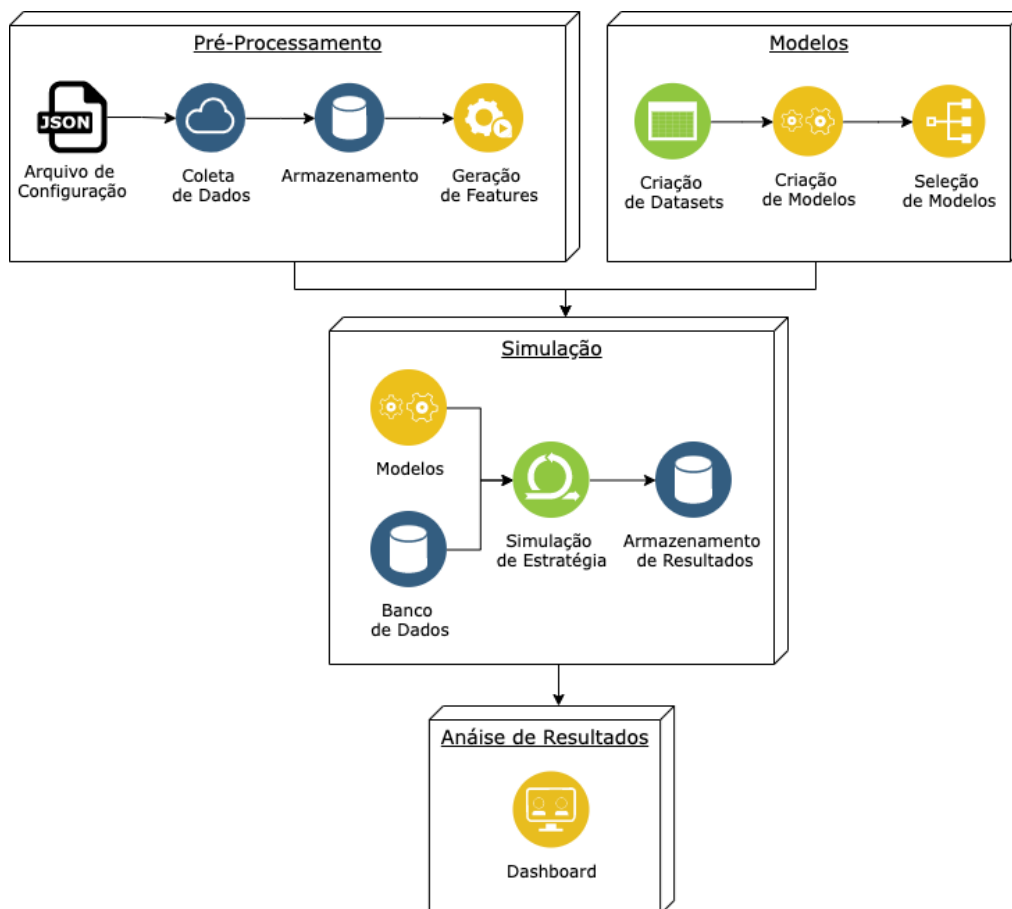 Pré-Processamento
JSON
Arquivo de
Configuração
Coleta
de Dados
Armazenamento
Geração
de Features
Modelos
Criação
de Datasets
Criação
de Modelos
Seleção
de Modelos
Simulação
Modelos
Banco
de Dados
Simulação
de Estratégia
Armazenamento
de Resultados
Anáise de Resultados
Dashboard